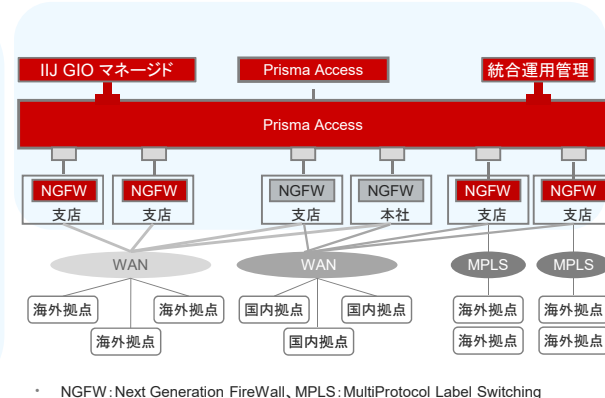 IIJ GIO マネージド
Prisma Access
統合運用管理
Prisma Access
NGFW
NGFW
NGFW
NGFW
NGFW
NGFW
支店
支店
支店
本社
支店
支店
WAN
WAN
MPLS
MPLS
海外拠点
海外拠点
国内拠点
国内拠点
海外拠点
海外拠点
海外拠点
国内拠点
海外拠点
海外拠点
・ NGFW：Next Generation FireWall、MPLS：MultiProtocol Label Switching